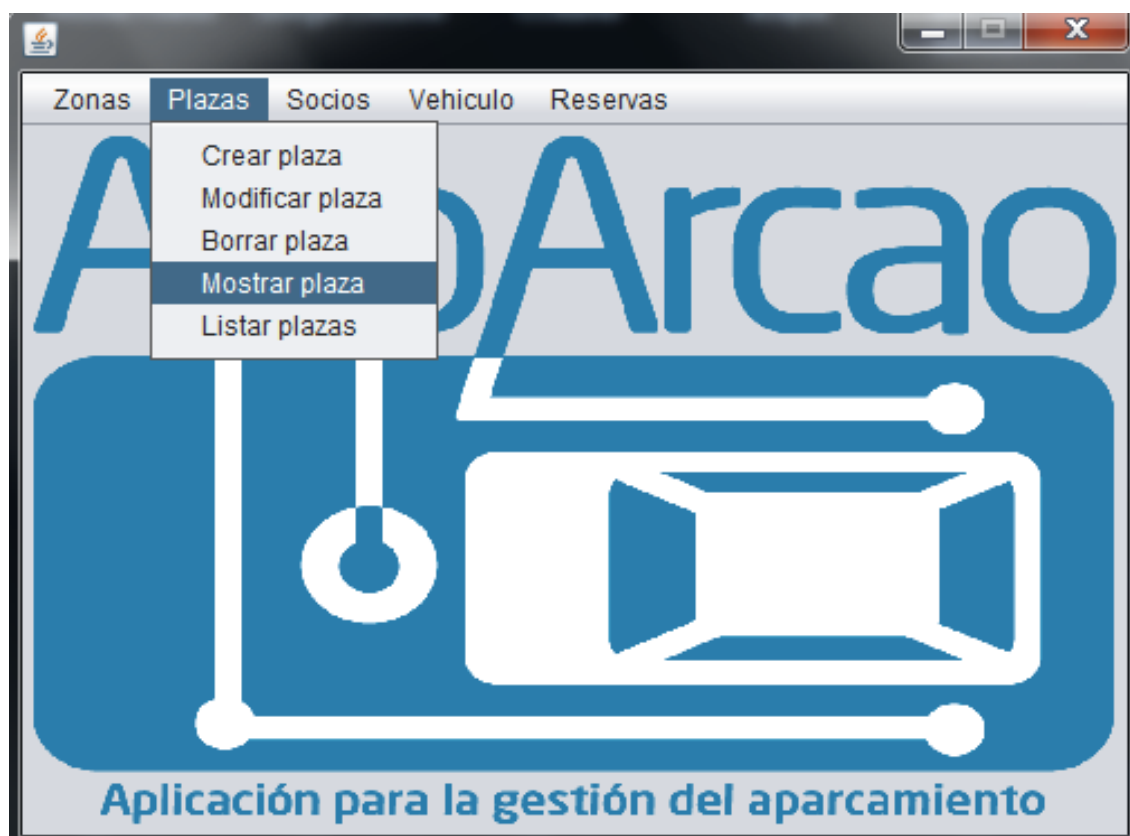 Zonas Plazas Socios Vehiculo Reservas
Crear plaza
Modificar plaza
Borrar plaza
Mostrar plaza
Listar plazas
Arcao
Aplicación para la gestión del aparcamiento